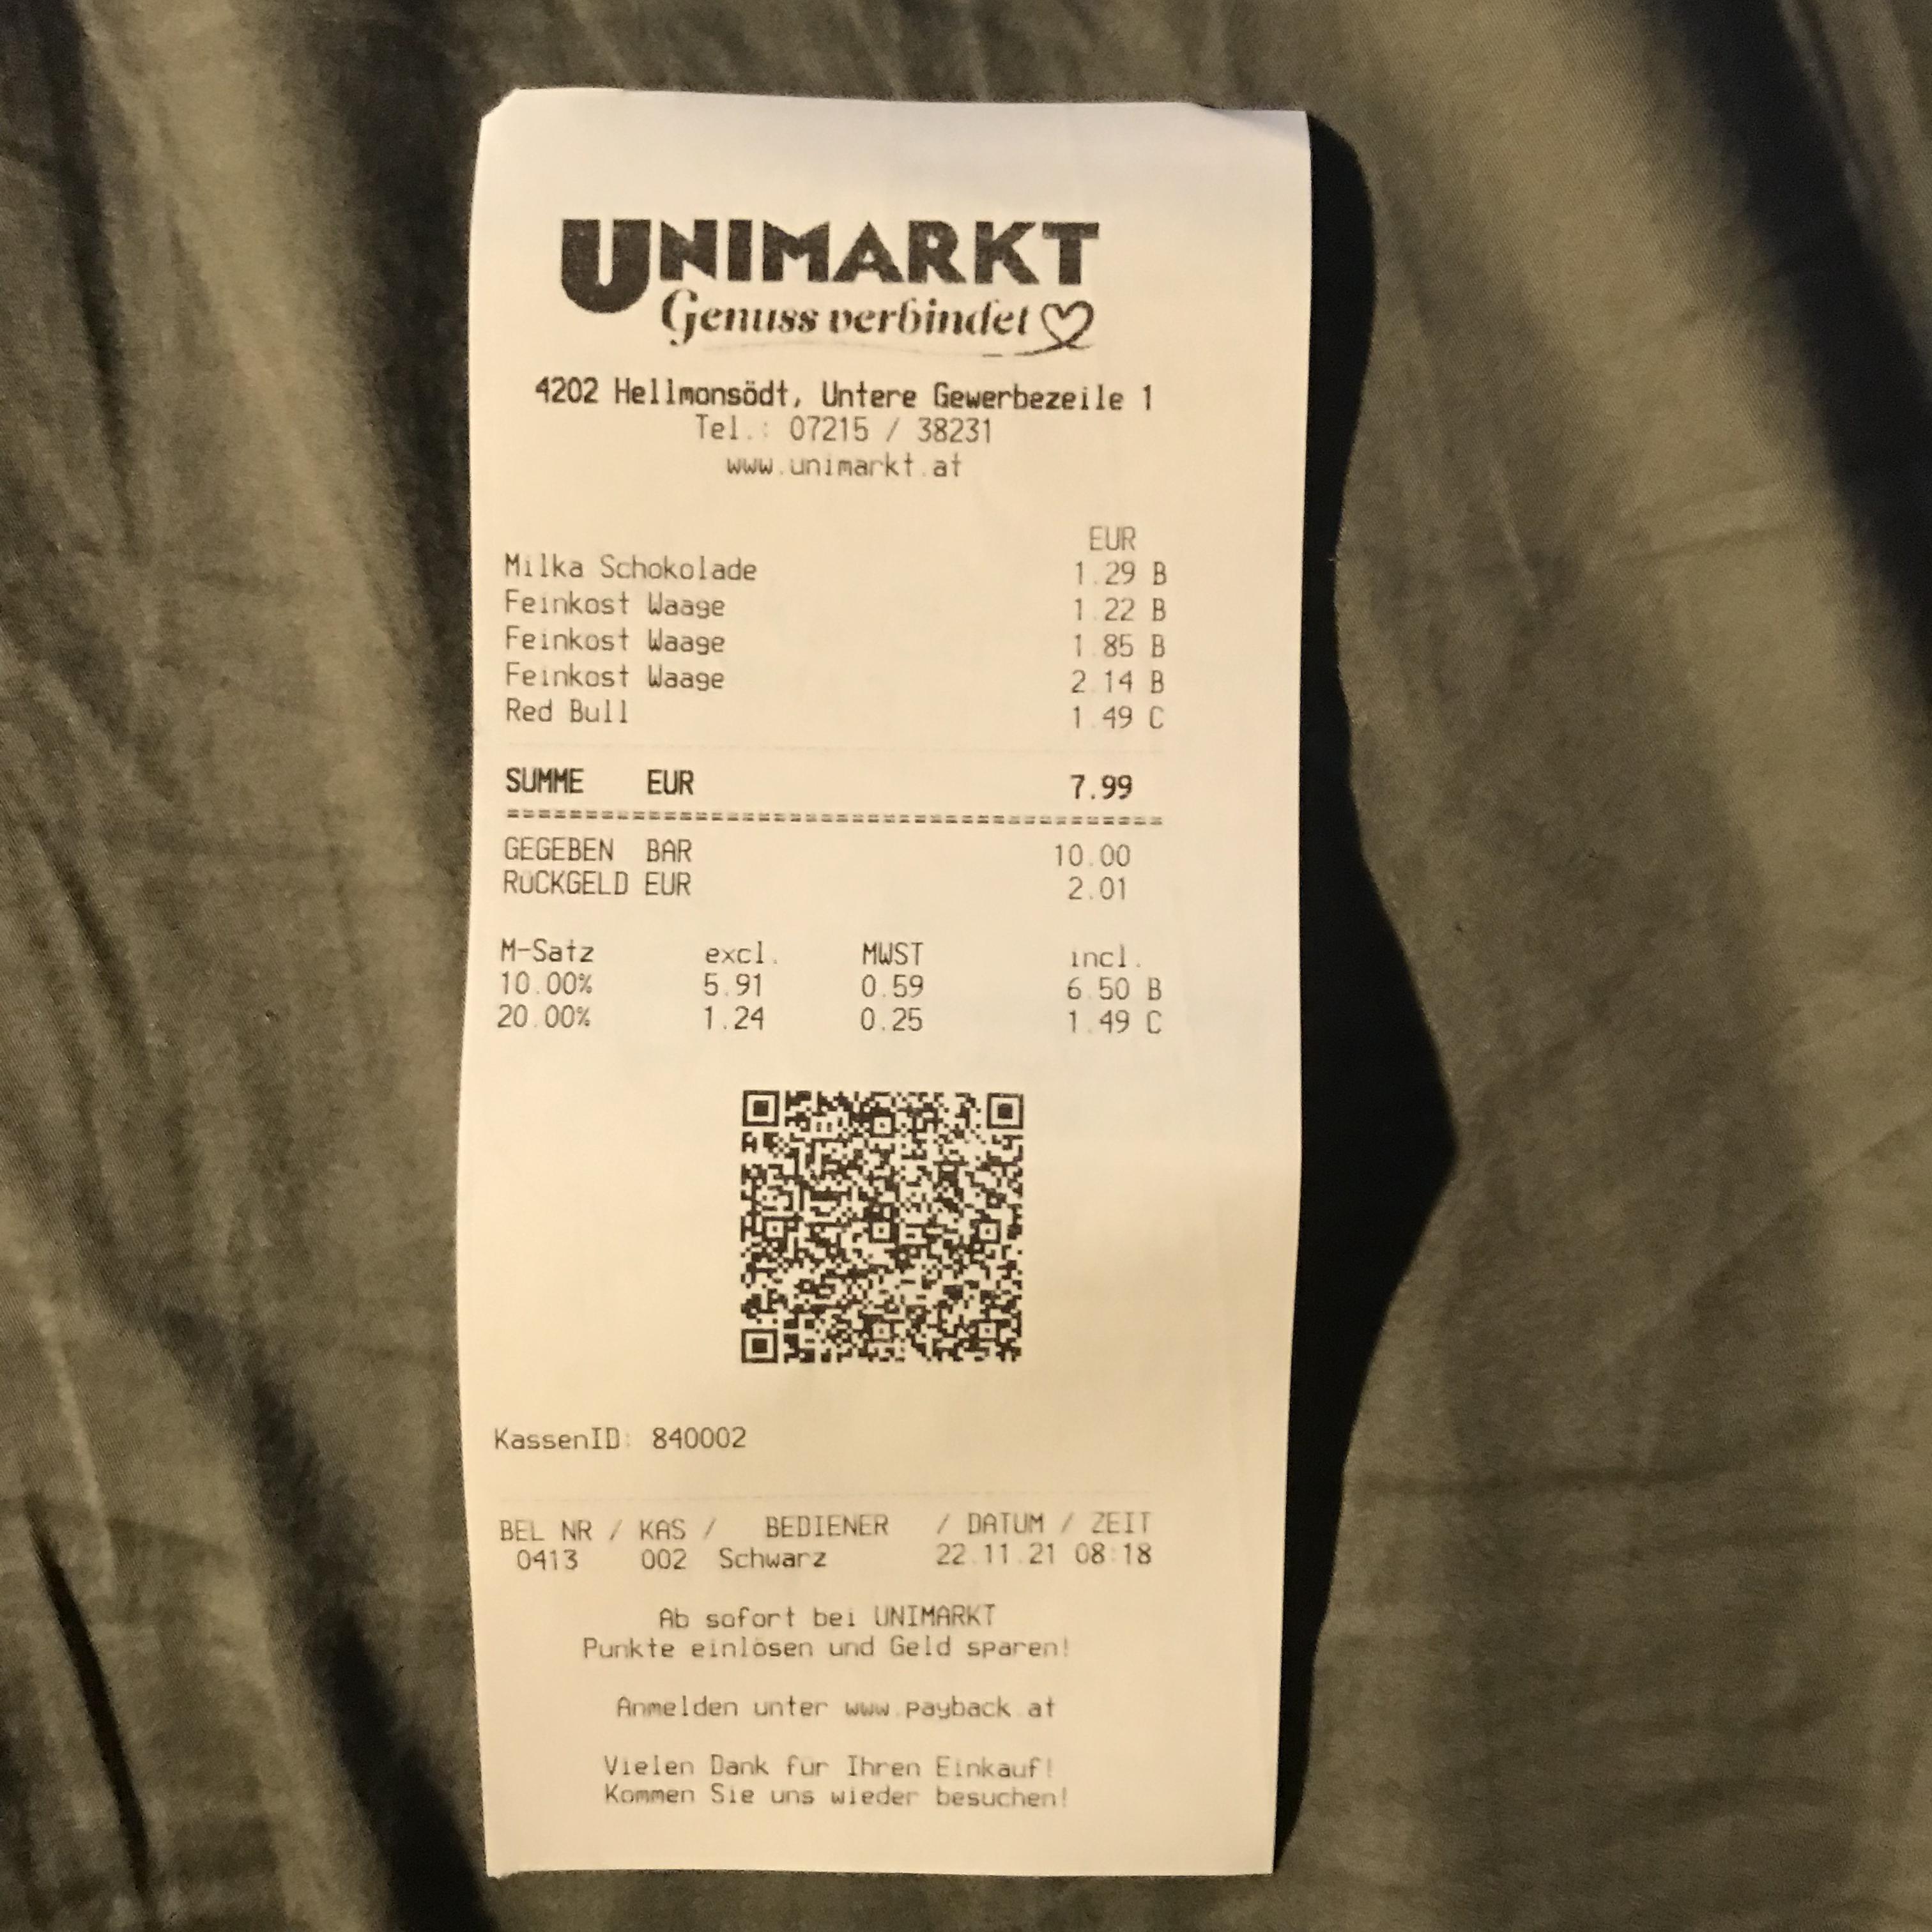 UNIMARKT
Genuss verbindet
4202 Hellmonsödt, Untere Gewerbezeile 1
Tel.: 07215 / 38231
www.unimarkt.at
EUR
Milka Schokolade 1.29 B
Feinkost Waage 1.22 B
Feinkost Waage 1.85 B
Feinkost Waage 2.14 B
Red Bull 1.49 C
SUMME EUR 7.99
=========================================
GEGEBEN BAR 10.00
RÜCKGELD EUR 2.01
M-Satz excl. MWST incl.
10.00% 5.91 0.59 6.50 B
20.00% 1.24 0.25 1.49 C
KassenID: 840002
BEL NR / KAS / BEDIENER / DATUM / ZEIT
0413 002 Schwarz 22.11.21 08:18
Ab sofort bei UNIMARKT
Punkte einlösen und Geld sparen!
Anmelden unter www.payback.at
Vielen Dank für Ihren Einkauf!
Kommen Sie uns wieder besuchen!